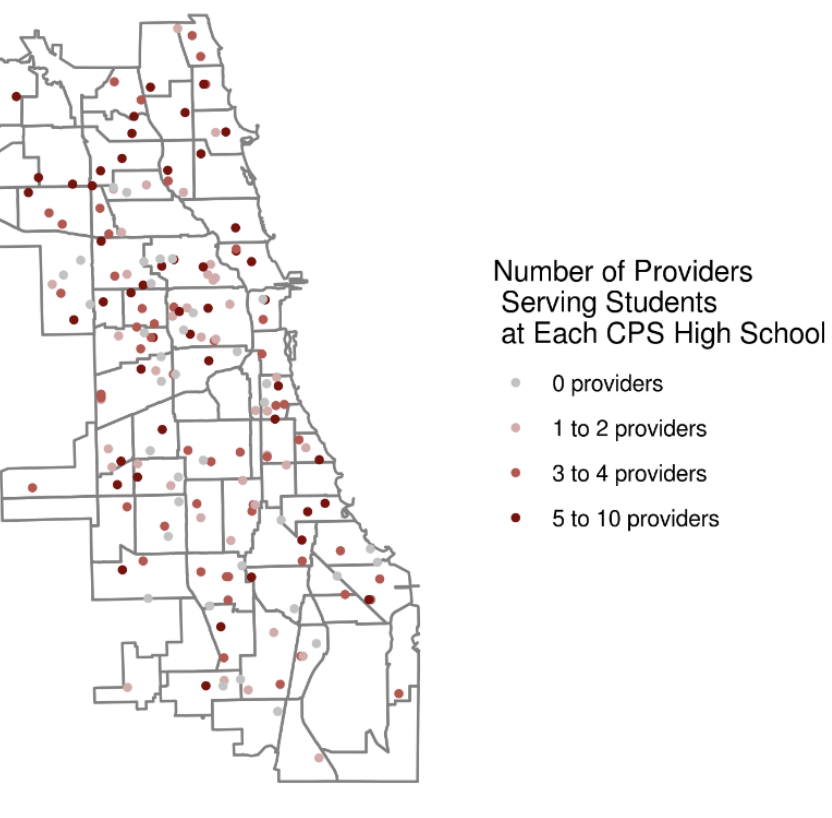 Number of Providers
Serving Students
at Each CPS High School
0 providers
1 to 2 providers
3 to 4 providers
5 to 10 providers